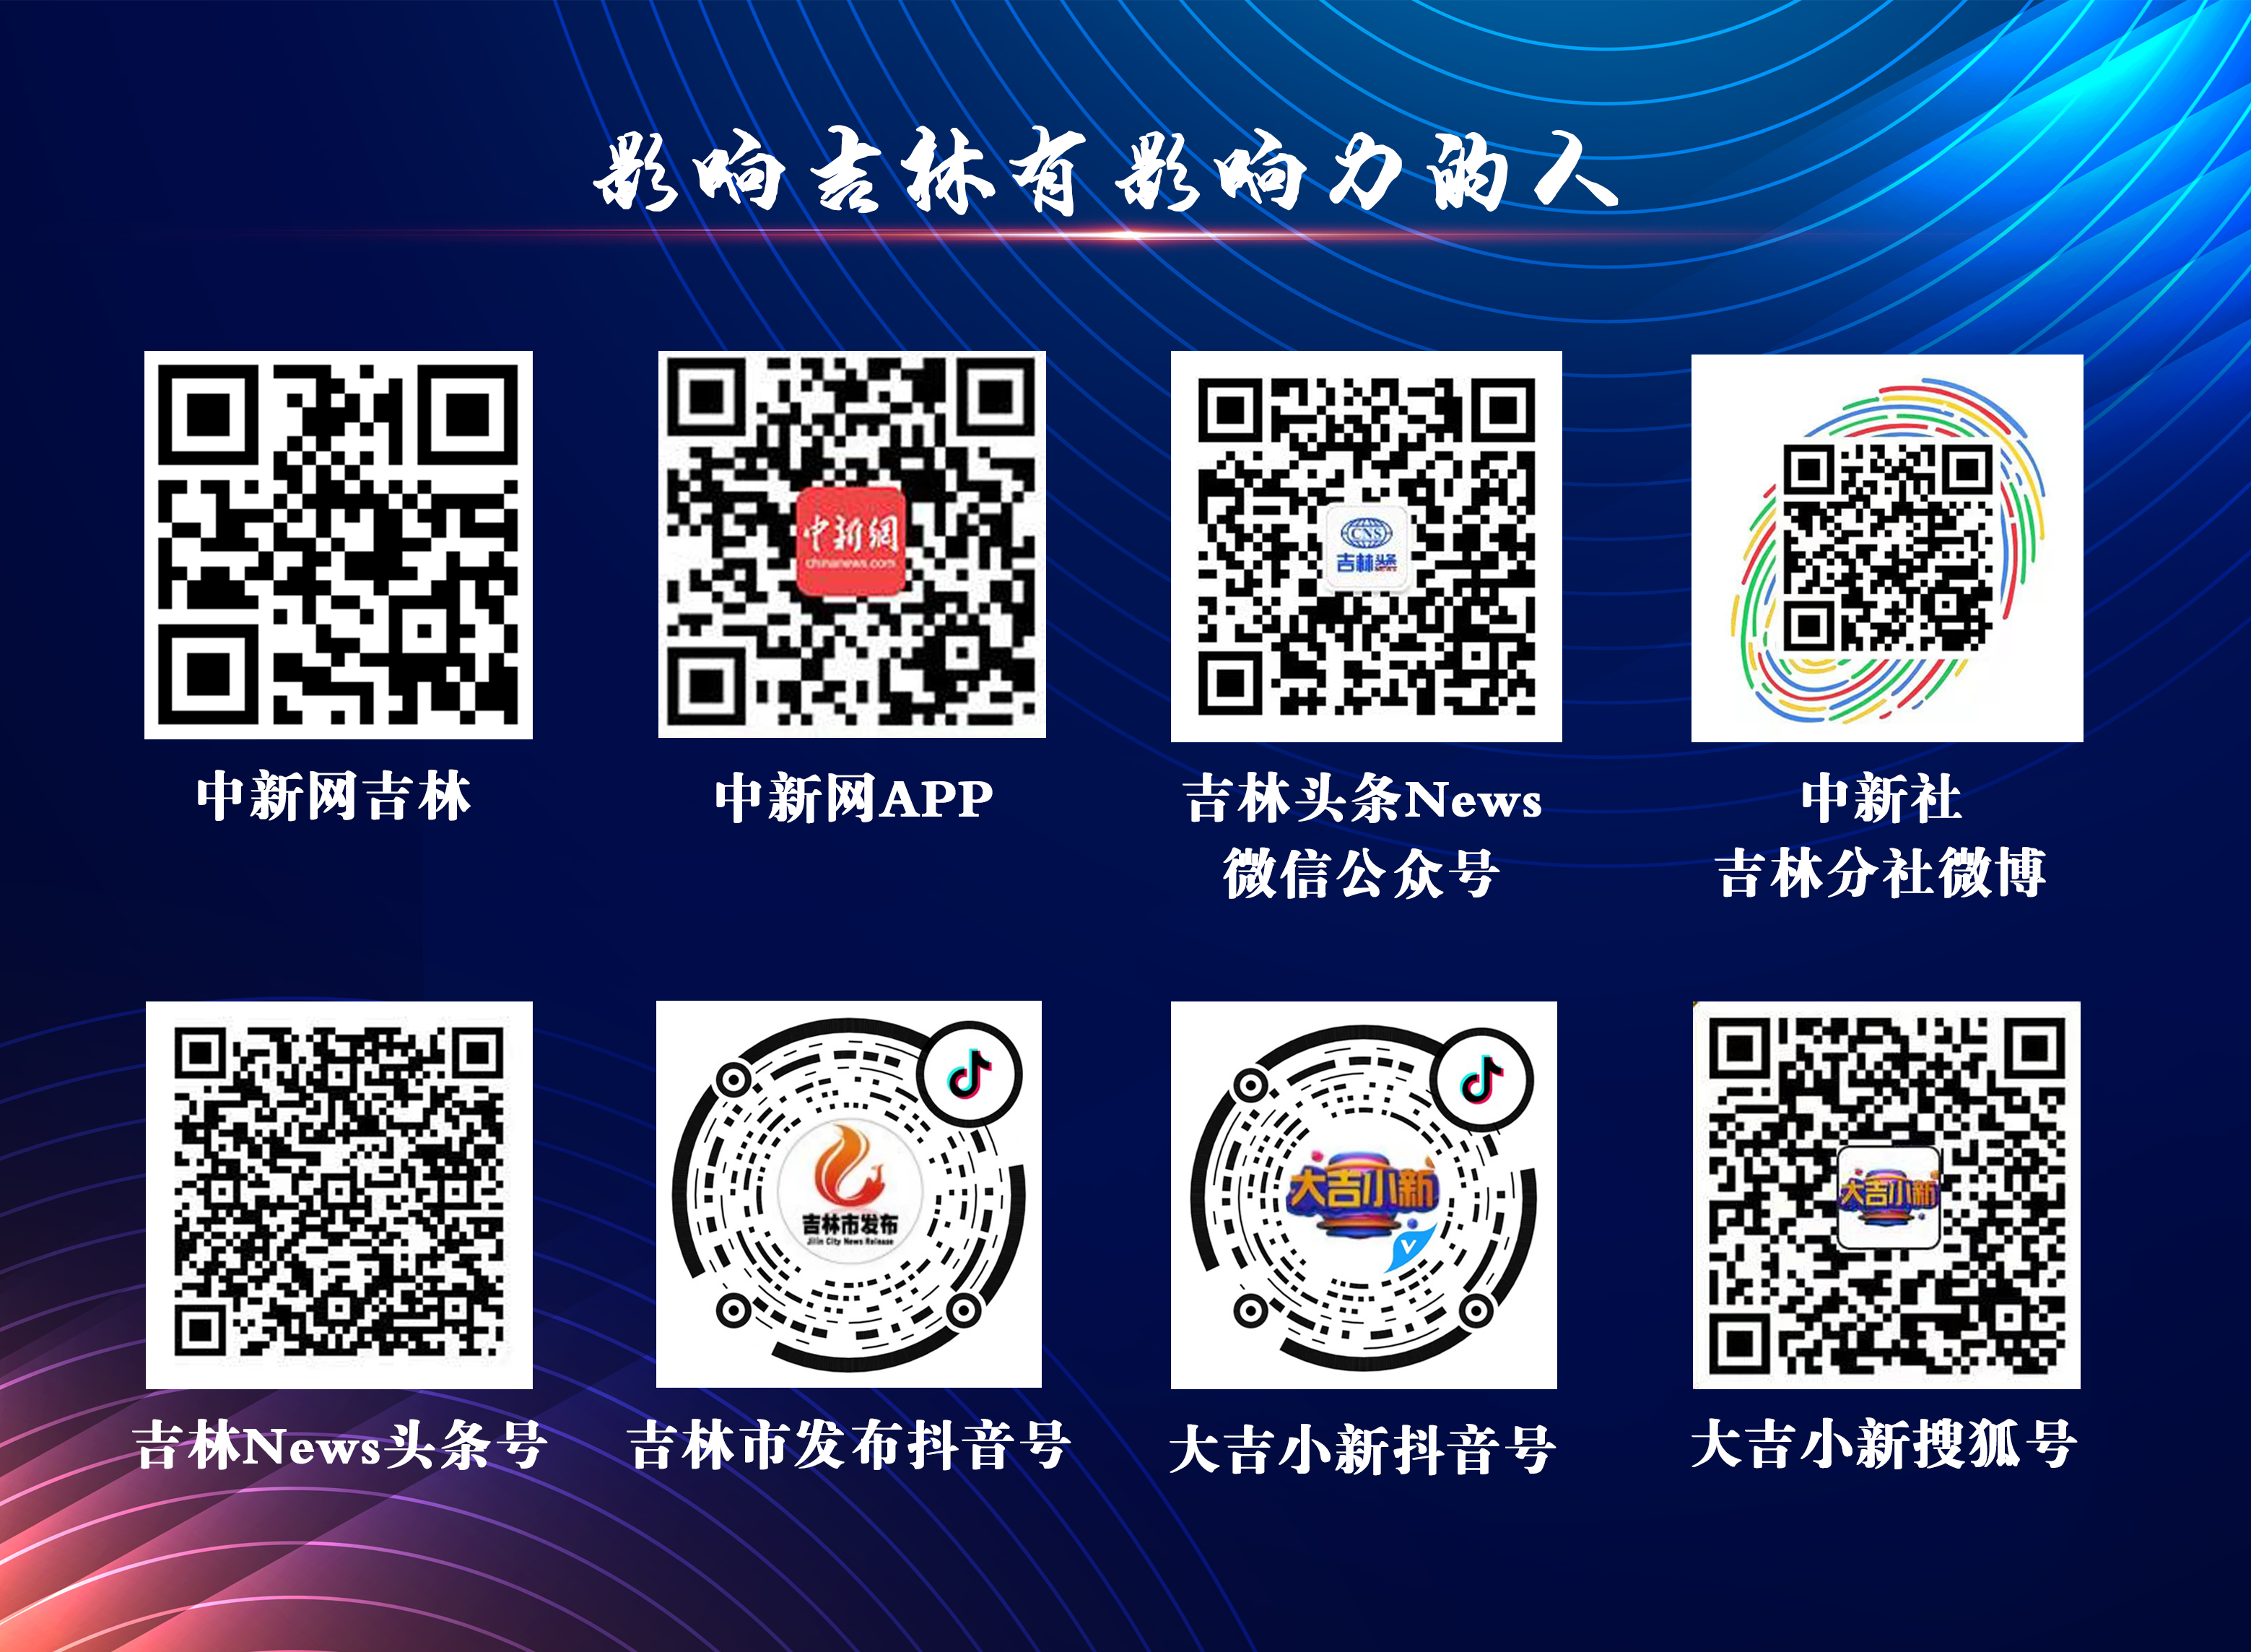 影响吉林有影响力的人
中新網
chinanews.com
CNS
吉林头条
NEWS
中新网吉林
中新网APP
吉林头条News
微信公众号
中新社
吉林分社微博
吉林市发布
Jilin City News Release
大吉小新
大吉小新
吉林News头条号
吉林市发布抖音号
大吉小新抖音号
大吉小新搜狐号